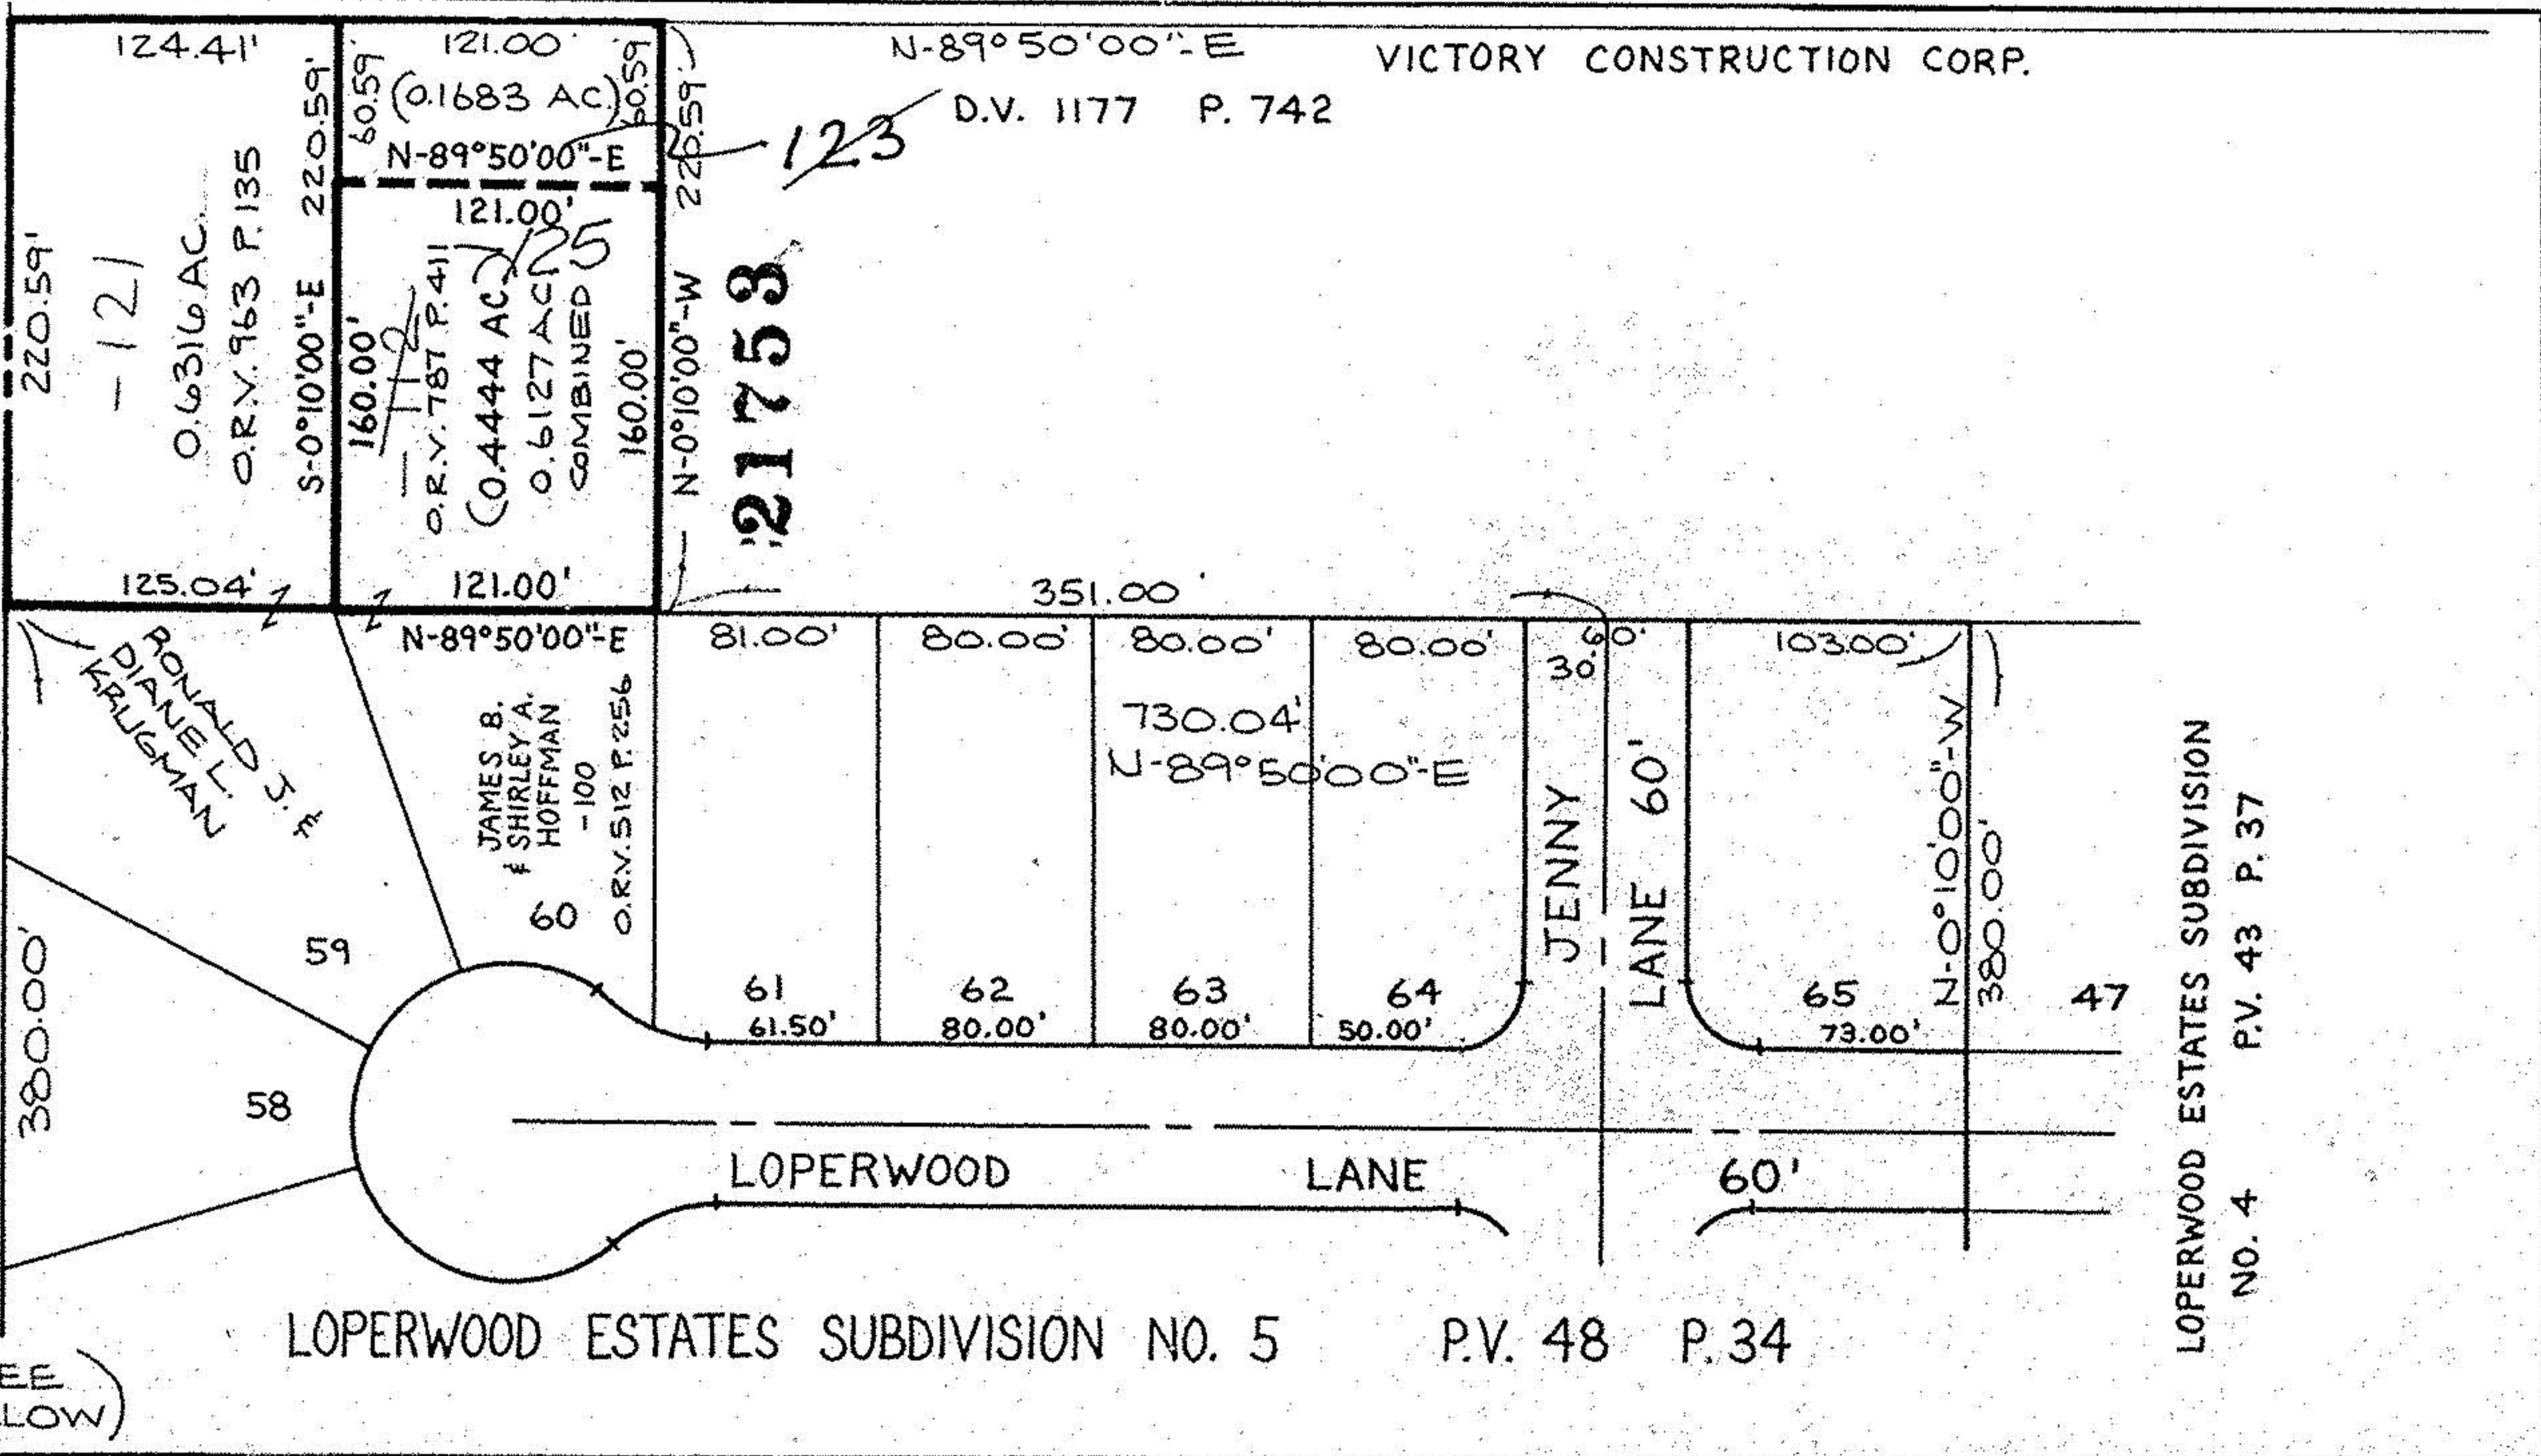 124.41'
121.00'
N-89°50'00"-E
VICTORY CONSTRUCTION CORP.
60.59'
(0.1683 AC.)
60.59
220.59'
D.V. 1177 P. 742
123
N-89°50'00"-E
220.59'
-121
0.6316 AC.
O.R.V. 963 P. 135
S-0°10'00"-E 220.59'
121.00'
125
160.00'
-112
O.R.V. 787 P. 411
(0.4444 AC.)
0.6127 AC
COMBINED
160.00'
N-0°10'00"-W
21753
125.04'
121.00'
351.00'
N-89°50'00"-E
81.00'
80.00'
80.00'
80.00'
60.'
30'
103.00'
RONALD J. &
DIANE L.
KRUGMAN
JAMES B.
& SHIRLEY A.
HOFFMAN
-100
O.R.V. 512 P. 256
730.04'
N-89°50'00"-E
JENNY
LANE 60'
N-0°10'00"-W
380.00'
60
59
61
61.50'
62
80.00'
63
80.00'
64
50.00'
65
73.00'
47
380.00'
58
LOPERWOOD LANE 60'
LOPERWOOD ESTATES SUBDIVISION
NO. 4 P.V. 43 P. 37
LOPERWOOD ESTATES SUBDIVISION NO. 5 P.V. 48 P. 34
EE
LOW)